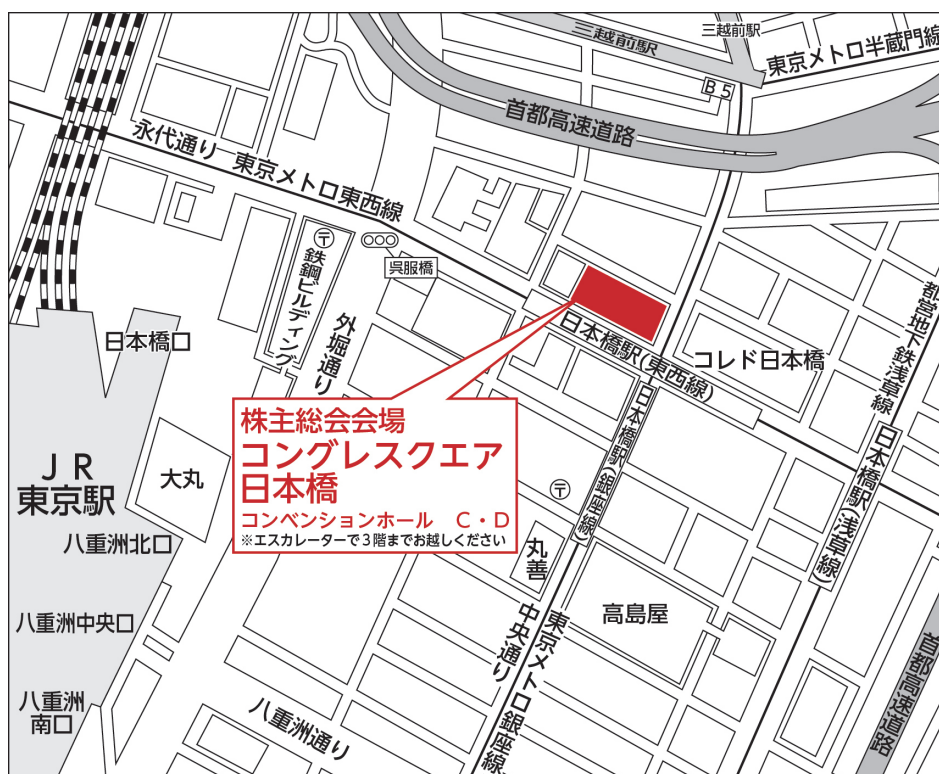 三越前駅
三越前駅
東京メトロ半蔵門線
B5
首都高速道路
永代通り 東京メトロ東西線
〒
鉄鋼ビルディング
呉服橋
外堀通り
日本橋口
日本橋駅(東西線)
コレド日本橋
都営地下鉄浅草線
日本橋駅(浅草線)
日本橋駅(銀座線)
株主総会会場
コングレスクエア
日本橋
コンベンションホール C・D
※エスカレーターで3階までお越しください
JR
東京駅
大丸
八重洲北口
〒
丸善
八重洲中央口
中央通り
東京メトロ銀座線
高島屋
首都高速道路
八重洲
南口
八重洲通り